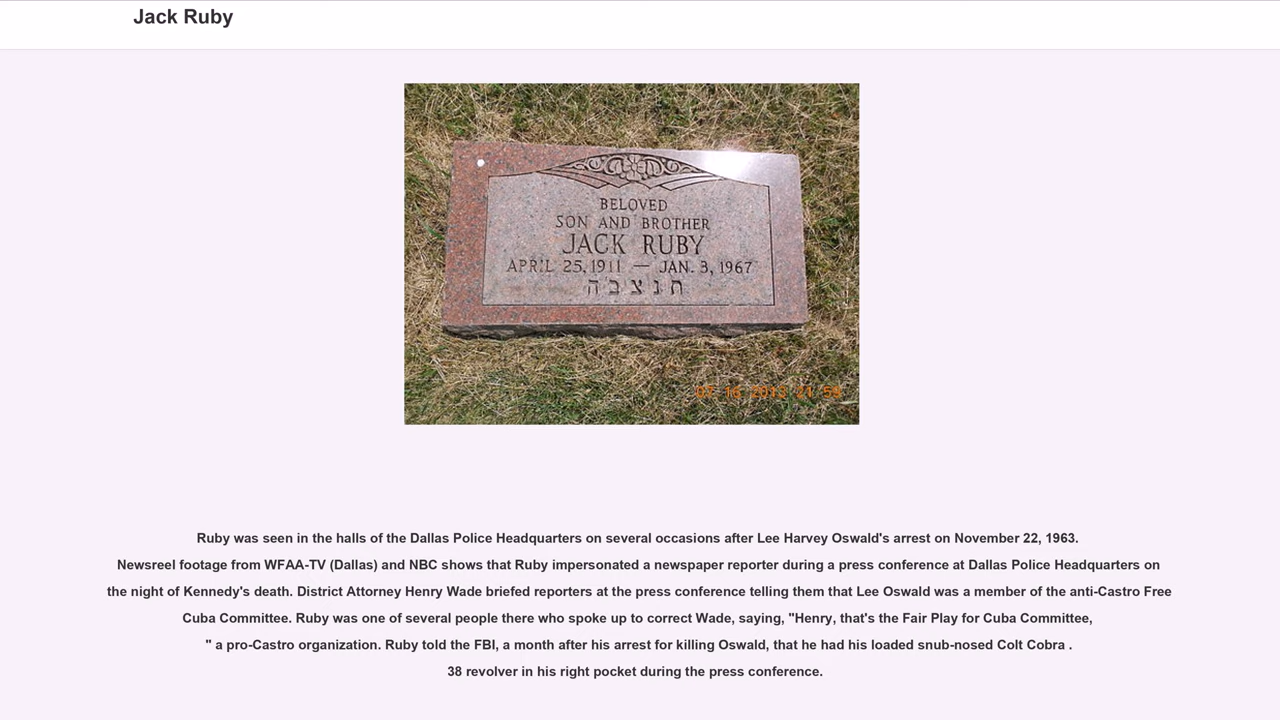 Jack Ruby
BELOVED
SON AND BROTHER
JACK RUBY
APRIL 25, 1911 — JAN. 3, 1967
ת נ צ ב ה
Ruby was seen in the halls of the Dallas Police Headquarters on several occasions after Lee Harvey Oswald's arrest on November 22, 1963.
Newsreel footage from WFAA-TV (Dallas) and NBC shows that Ruby impersonated a newspaper reporter during a press conference at Dallas Police Headquarters on
the night of Kennedy's death. District Attorney Henry Wade briefed reporters at the press conference telling them that Lee Oswald was a member of the anti-Castro Free
Cuba Committee. Ruby was one of several people there who spoke up to correct Wade, saying, "Henry, that's the Fair Play for Cuba Committee,
" a pro-Castro organization. Ruby told the FBI, a month after his arrest for killing Oswald, that he had his loaded snub-nosed Colt Cobra .
38 revolver in his right pocket during the press conference.